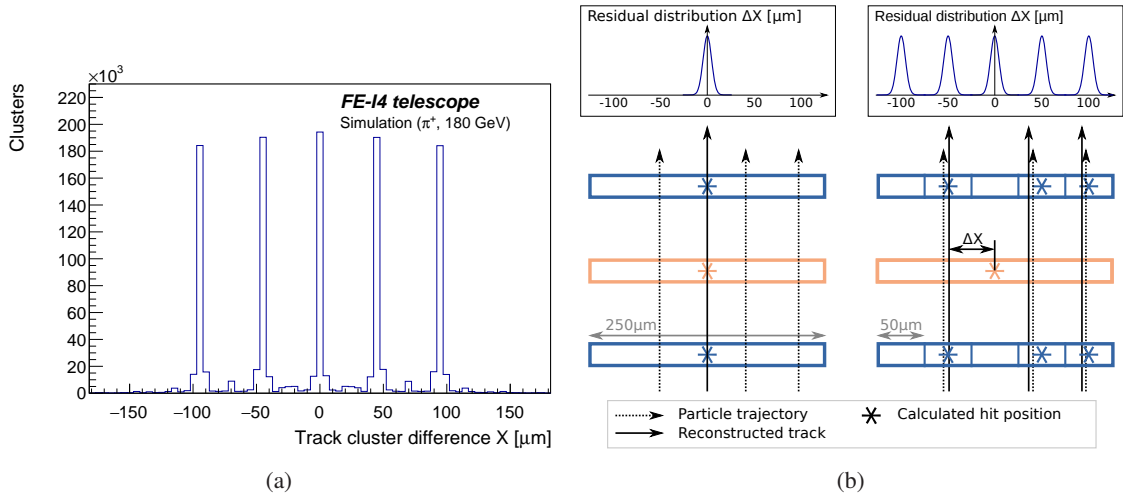 ×10³
220
200
180
160
140
120
100
80
60
40
20
0
Clusters
FE-I4 telescope
Simulation (π⁺, 180 GeV)
−150 −100 −50 0 50 100 150
Track cluster difference X [μm]
(a)
Residual distribution ΔX [μm]
-100 -50 0 50 100
Residual distribution ΔX [μm]
-100 -50 0 50 100
ΔX
250μm
50μm
Particle trajectory
Calculated hit position
Reconstructed track
(b)